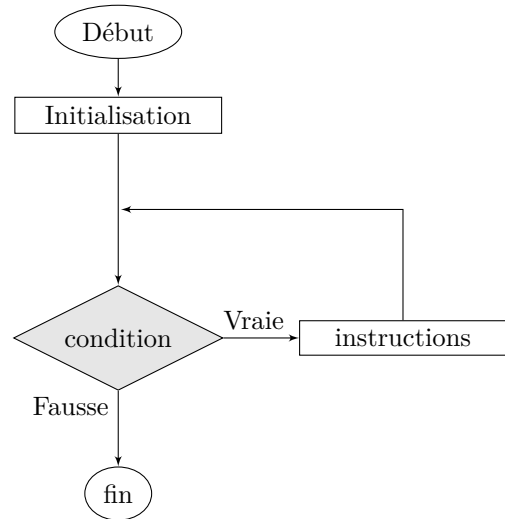 Début
Initialisation
condition
Vraie
instructions
Fausse
fin